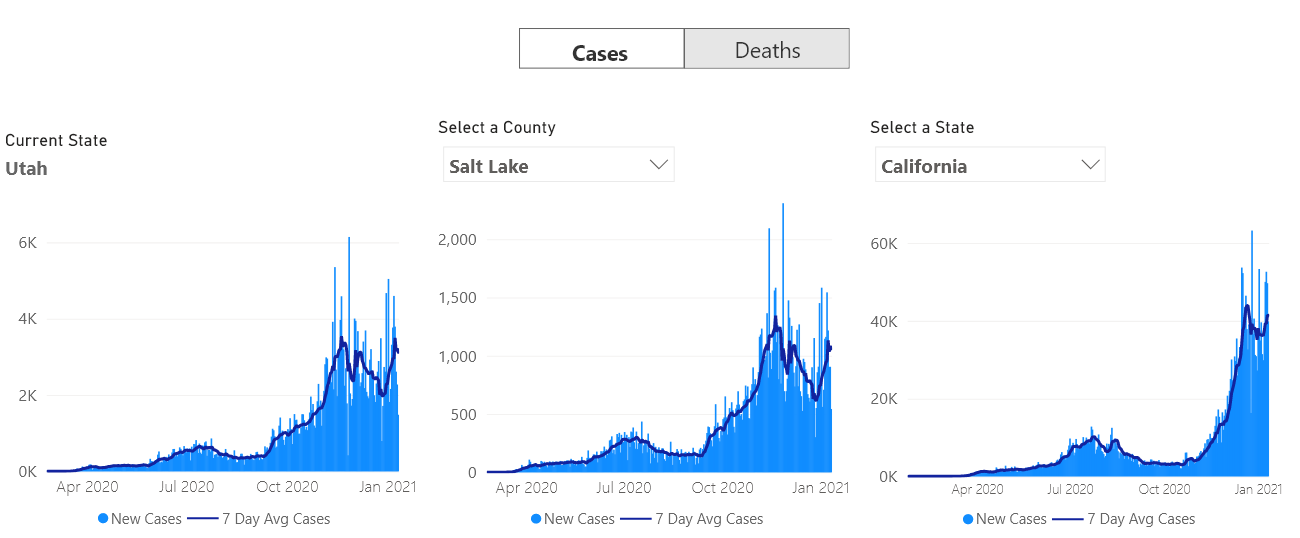 Cases
Deaths
Current State
Utah
6K
4K
2K
0K
Apr 2020
Jul 2020
Oct 2020
Jan 2021
New Cases
7 Day Avg Cases
Select a County
Salt Lake
2,000
1,500
1,000
500
0
Apr 2020
Jul 2020
Oct 2020
Jan 2021
New Cases
7 Day Avg Cases
Select a State
California
60K
40K
20K
0K
Apr 2020
Jul 2020
Oct 2020
Jan 2021
New Cases
7 Day Avg Cases